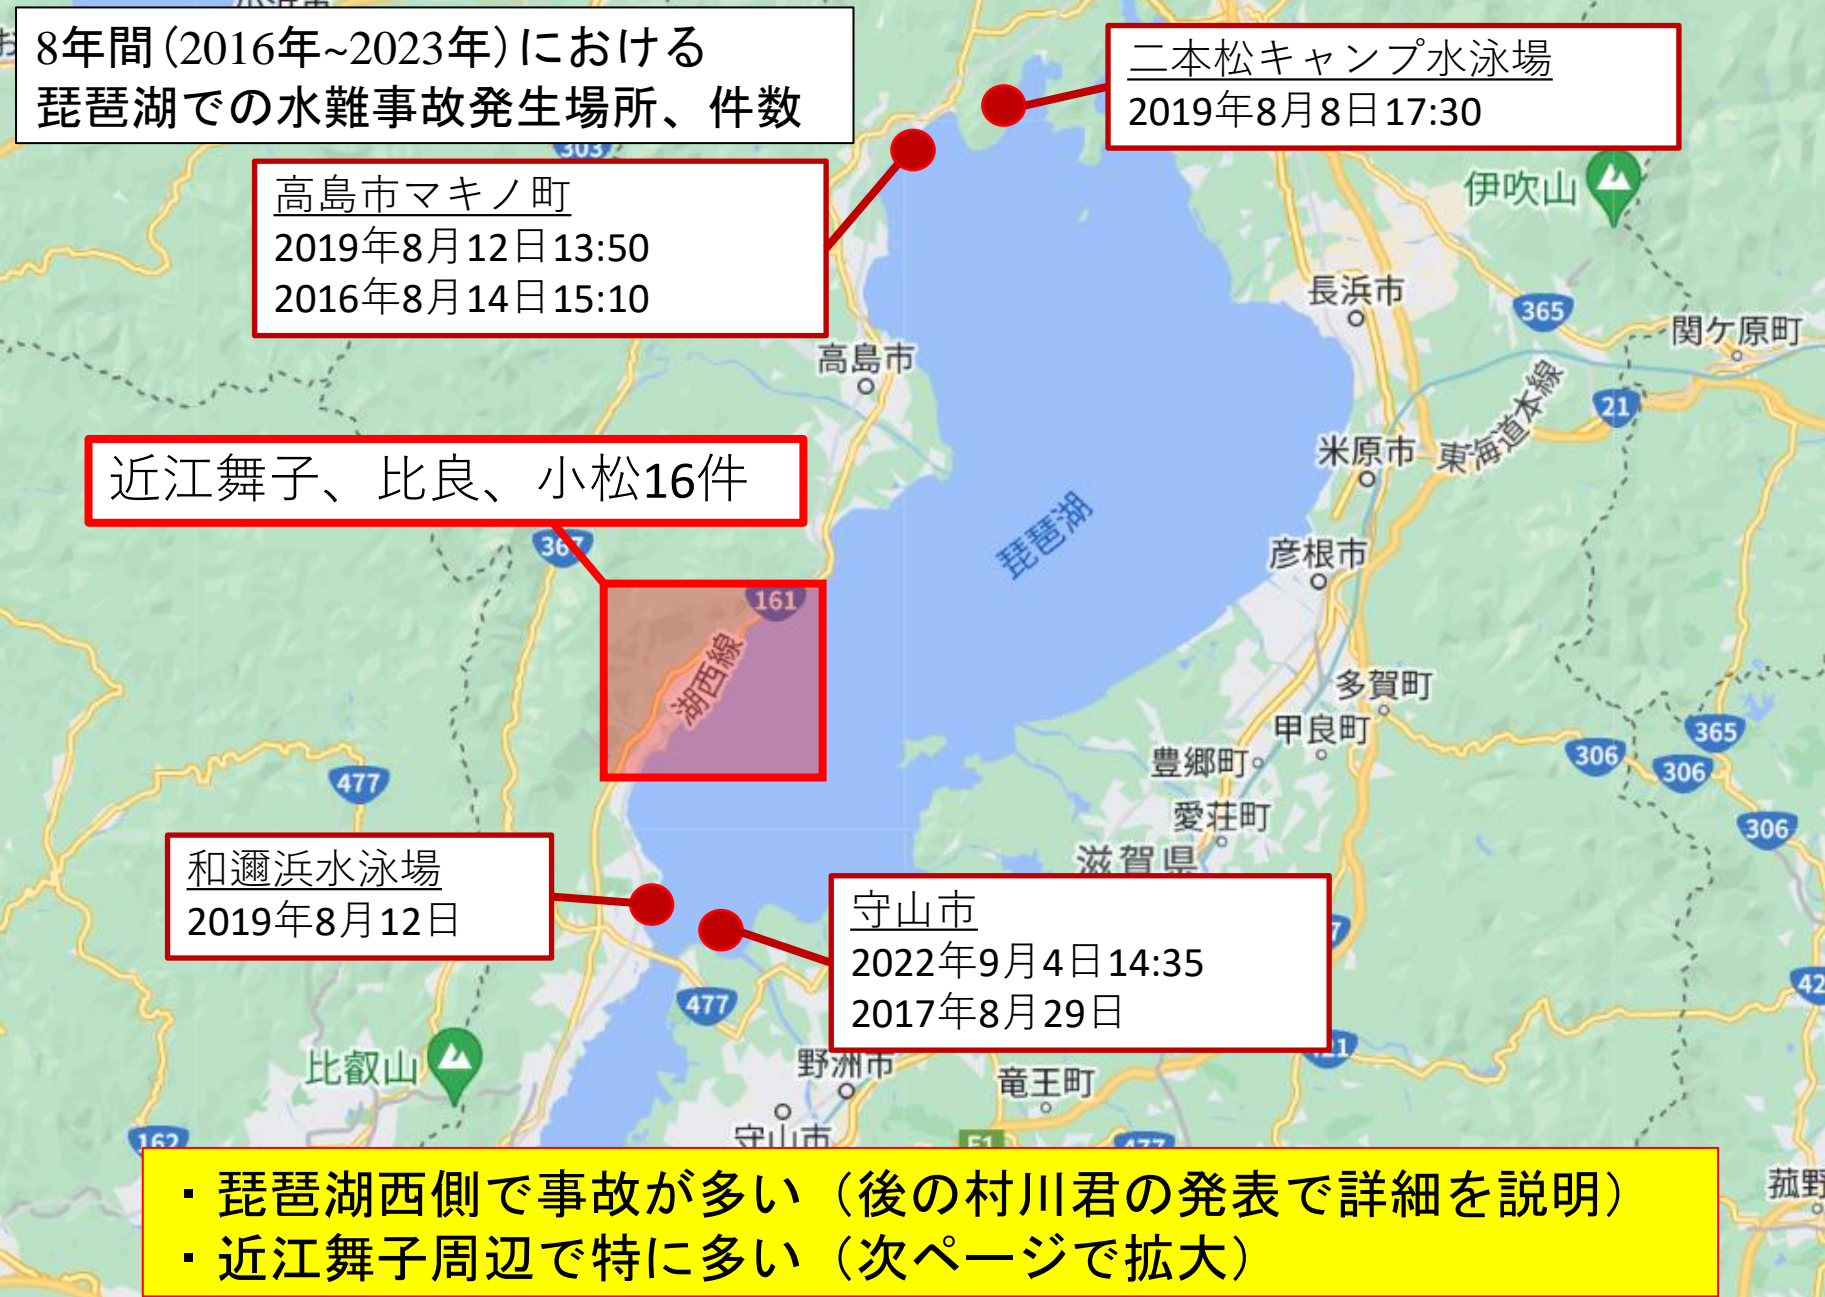 8年間(2016年~2023年)における
琵琶湖での水難事故発生場所、件数
二本松キャンプ水泳場
2019年8月8日17:30
303
高島市マキノ町
2019年8月12日13:50
2016年8月14日15:10
伊吹山
長浜市
365
関ケ原町
高島市
21
東海道本線
米原市
近江舞子、比良、小松16件
琵琶湖
367
彦根市
161
湖西線
多賀町
甲良町
365
豊郷町
306
306
477
愛荘町
306
滋賀県
和邇浜水泳場
2019年8月12日
守山市
2022年9月4日14:35
2017年8月29日
477
比叡山
野洲市
竜王町
守山市
162
E1
477
・琵琶湖西側で事故が多い（後の村川君の発表で詳細を説明）
・近江舞子周辺で特に多い（次ページで拡大）